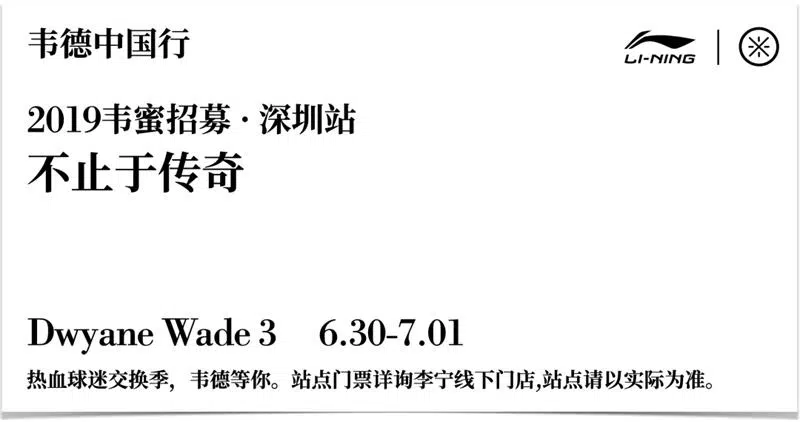 韦德中国行
LI-NING
2019韦蜜招募·深圳站
不止于传奇
Dwyane Wade 3 6.30-7.01
热血球迷交换季，韦德等你。站点门票详询李宁线下门店,站点请以实际为准。